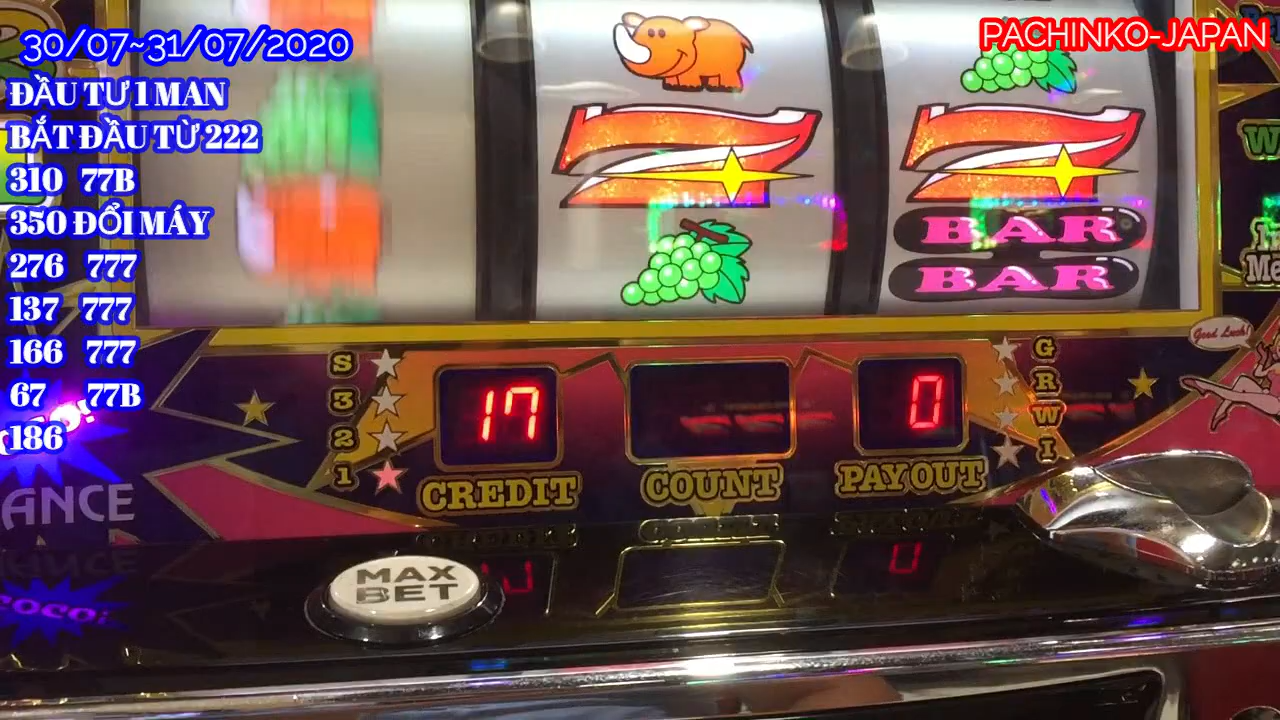 30/07~31/07/2020
PACHINKO-JAPAN
ĐẦU TƯ 1 MAN
BẮT ĐẦU TỪ 222
310 77B
350 ĐỔI MÁY
276 777
137 777
166 777
67 77B
186
BAR
BAR
Good Luck!
S
3
2
1
G
R
W
I
17
0
CREDIT
COUNT
PAYOUT
ANCE
MAX
BET